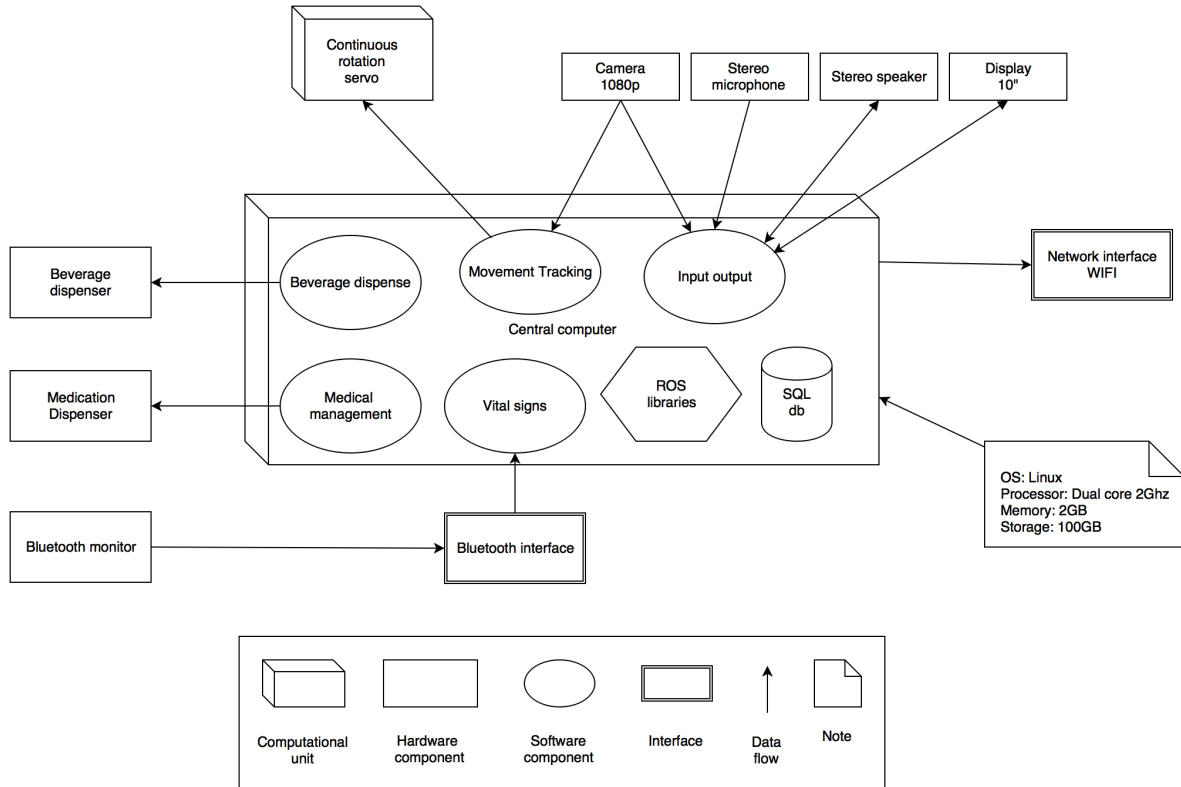 Continuous
rotation
servo
Camera
1080p
Stereo
microphone
Stereo speaker
Display
10"
Beverage
dispenser
Beverage dispense
Movement Tracking
Input output
Network interface
WIFI
Central computer
Medication
Dispenser
Medical
management
Vital signs
ROS
libraries
SQL
db
OS: Linux
Processor: Dual core 2Ghz
Memory: 2GB
Storage: 100GB
Bluetooth monitor
Bluetooth interface
Computational
unit
Hardware
component
Software
component
Interface
Data
flow
Note